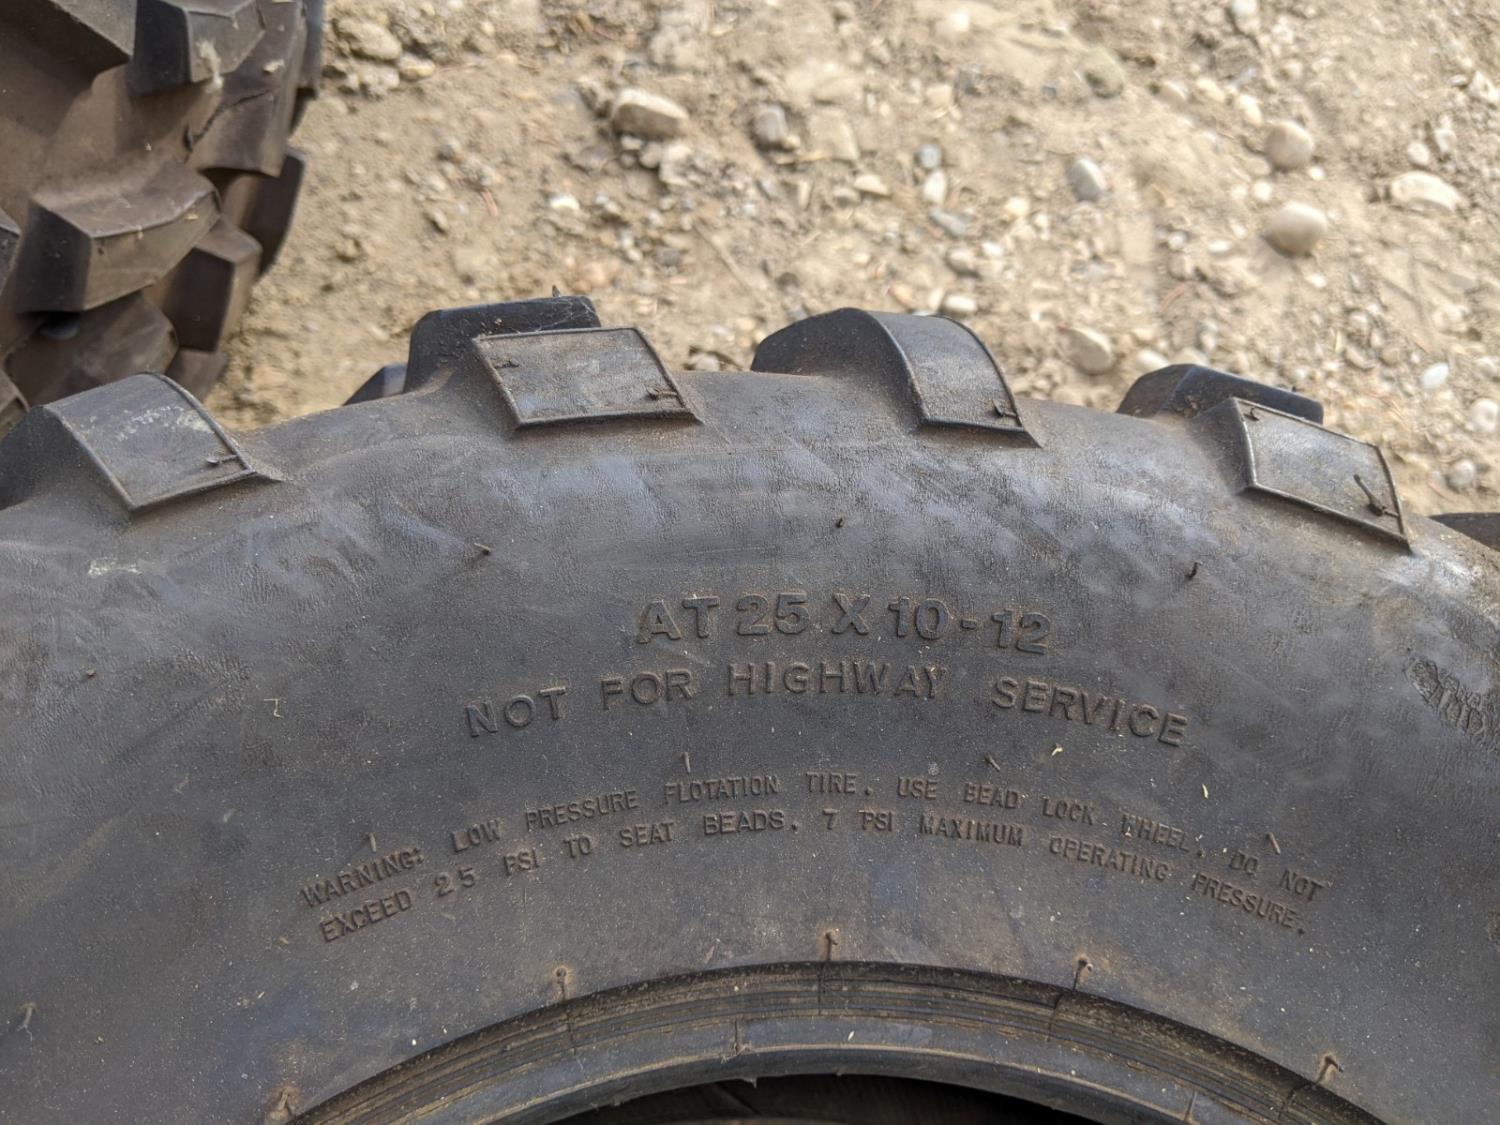 AT 25 X 10-12
NOT FOR HIGHWAY SERVICE
WARNING: LOW PRESSURE FLOTATION TIRE. USE BEAD LOCK WHEEL. DO NOT
EXCEED 25 PSI TO SEAT BEADS. 7 PSI MAXIMUM OPERATING PRESSURE.